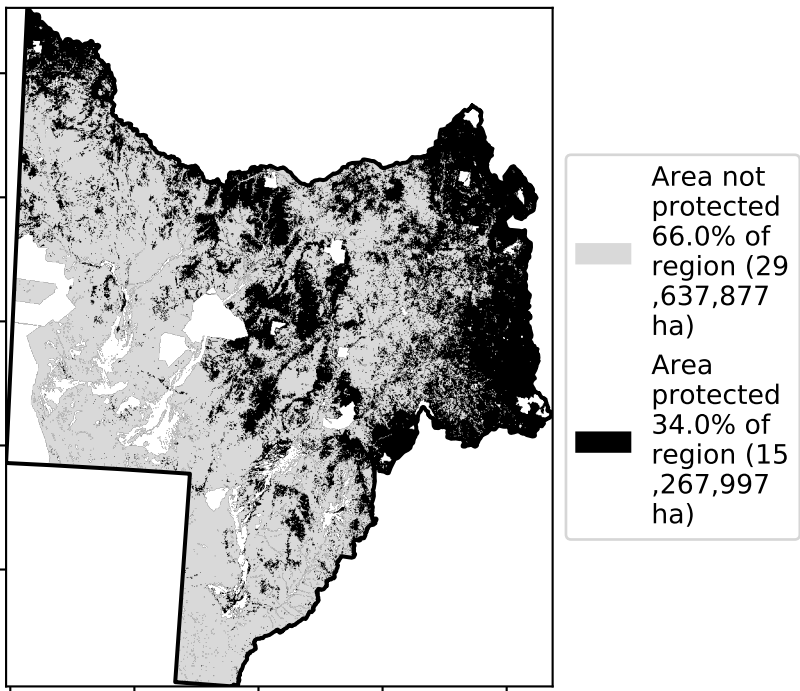 Area not
protected
66.0% of
region (29
,637,877
ha)
Area
protected
34.0% of
region (15
,267,997
ha)